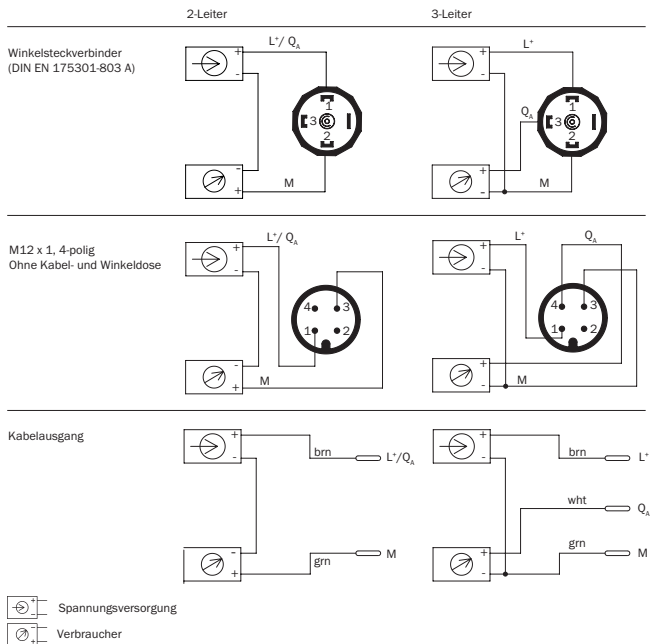 2-Leiter 3-Leiter
Winkelsteckverbinder
(DIN EN 175301-803 A)
+ L⁺/ Q_A
-
1
3
2
-
+ M
+ L⁺
-
1
Q_A 3
2
+
- M
M12 x 1, 4-polig
Ohne Kabel- und Winkeldose
+ L⁺/ Q_A
-
4 3
1 2
-
+ M
+ L⁺ Q_A
-
4 3
1 2
+
- M
Kabelausgang
+
- brn L⁺/Q_A
-
+ grn M
+
- brn L⁺
wht Q_A
+
- grn M
+
- Spannungsversorgung
-
+ Verbraucher